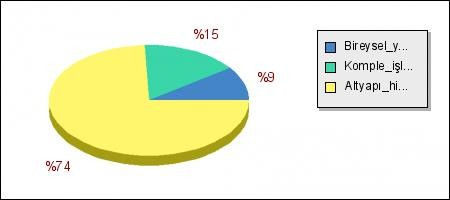 %15
%9
%74
Bireysel_y...
Komple_işl...
Altyapı_hi...